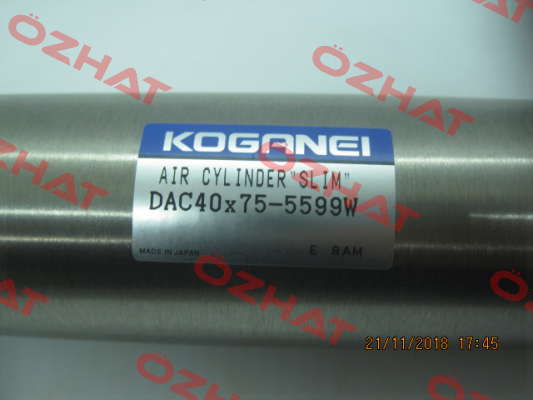 ÖZHAT
ÖZHAT
ÖZHAT
KOGANEI
AIR CYLINDER "SLIM"
DAC40x75-5599W
MADE IN JAPAN
E 8AM
ÖZHAT
ÖZHAT
21/11/2018 17:45
ÖZHAT